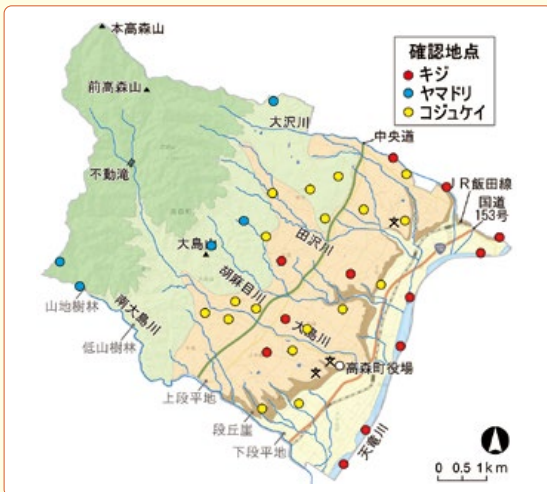 本高森山
前高森山
確認地点
キジ
ヤマドリ
コジュケイ
大沢川
中央道
不動滝
JR飯田線
国道
153号
田沢川
大島山
胡麻目川
山地樹林
南大島川
低山樹林
大島川
高森町役場
上段平地
段丘崖
下段平地
天竜川
0 0.5 1km